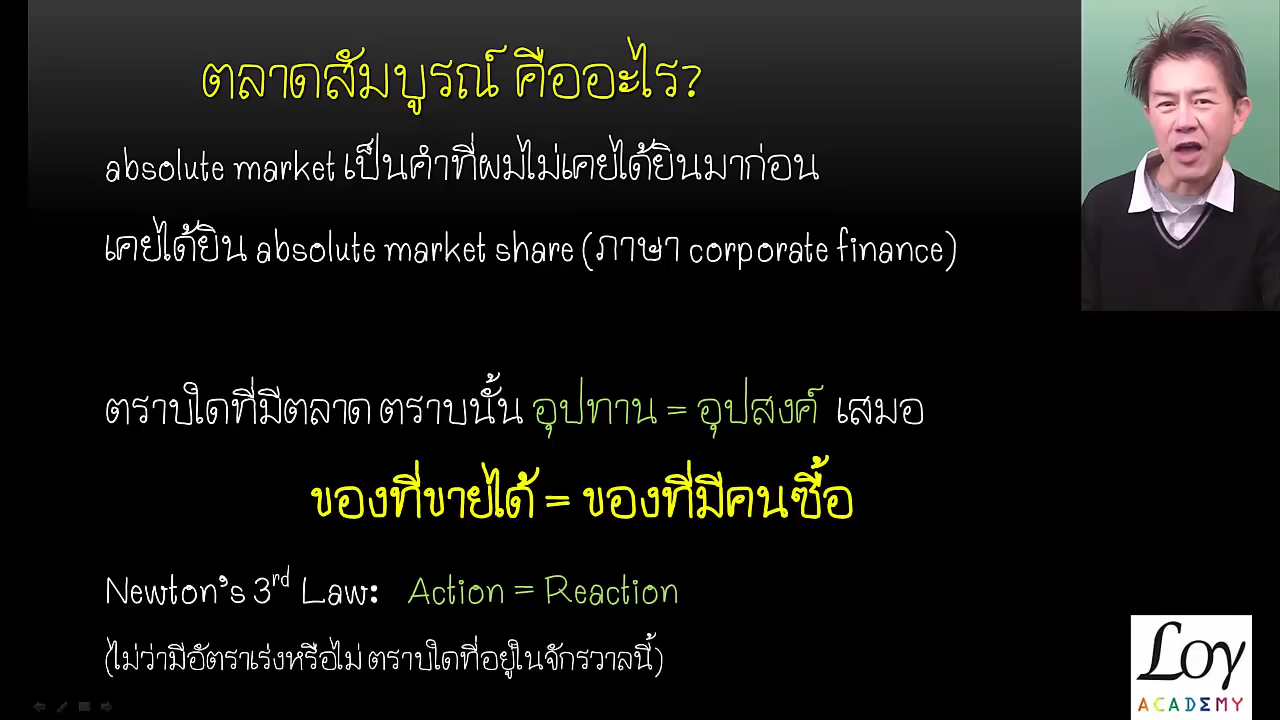 ตลาดสัมบูรณ์ คืออะไร?
absolute market เป็นคำที่ผมไม่เคยได้ยินมาก่อน
เคยได้ยิน absolute market share (ภาษา corporate finance)
ตราบใดที่มีตลาด ตราบนั้น อุปทาน = อุปสงค์ เสมอ
ของที่ขายได้ = ของที่มีคนซื้อ
Newton's 3rd Law: Action = Reaction
(ไม่ว่ามีอัตราเร่งหรือไม่ ตราบใดที่อยู่ในจักรวาลนี้)
Loy
ACADEMY